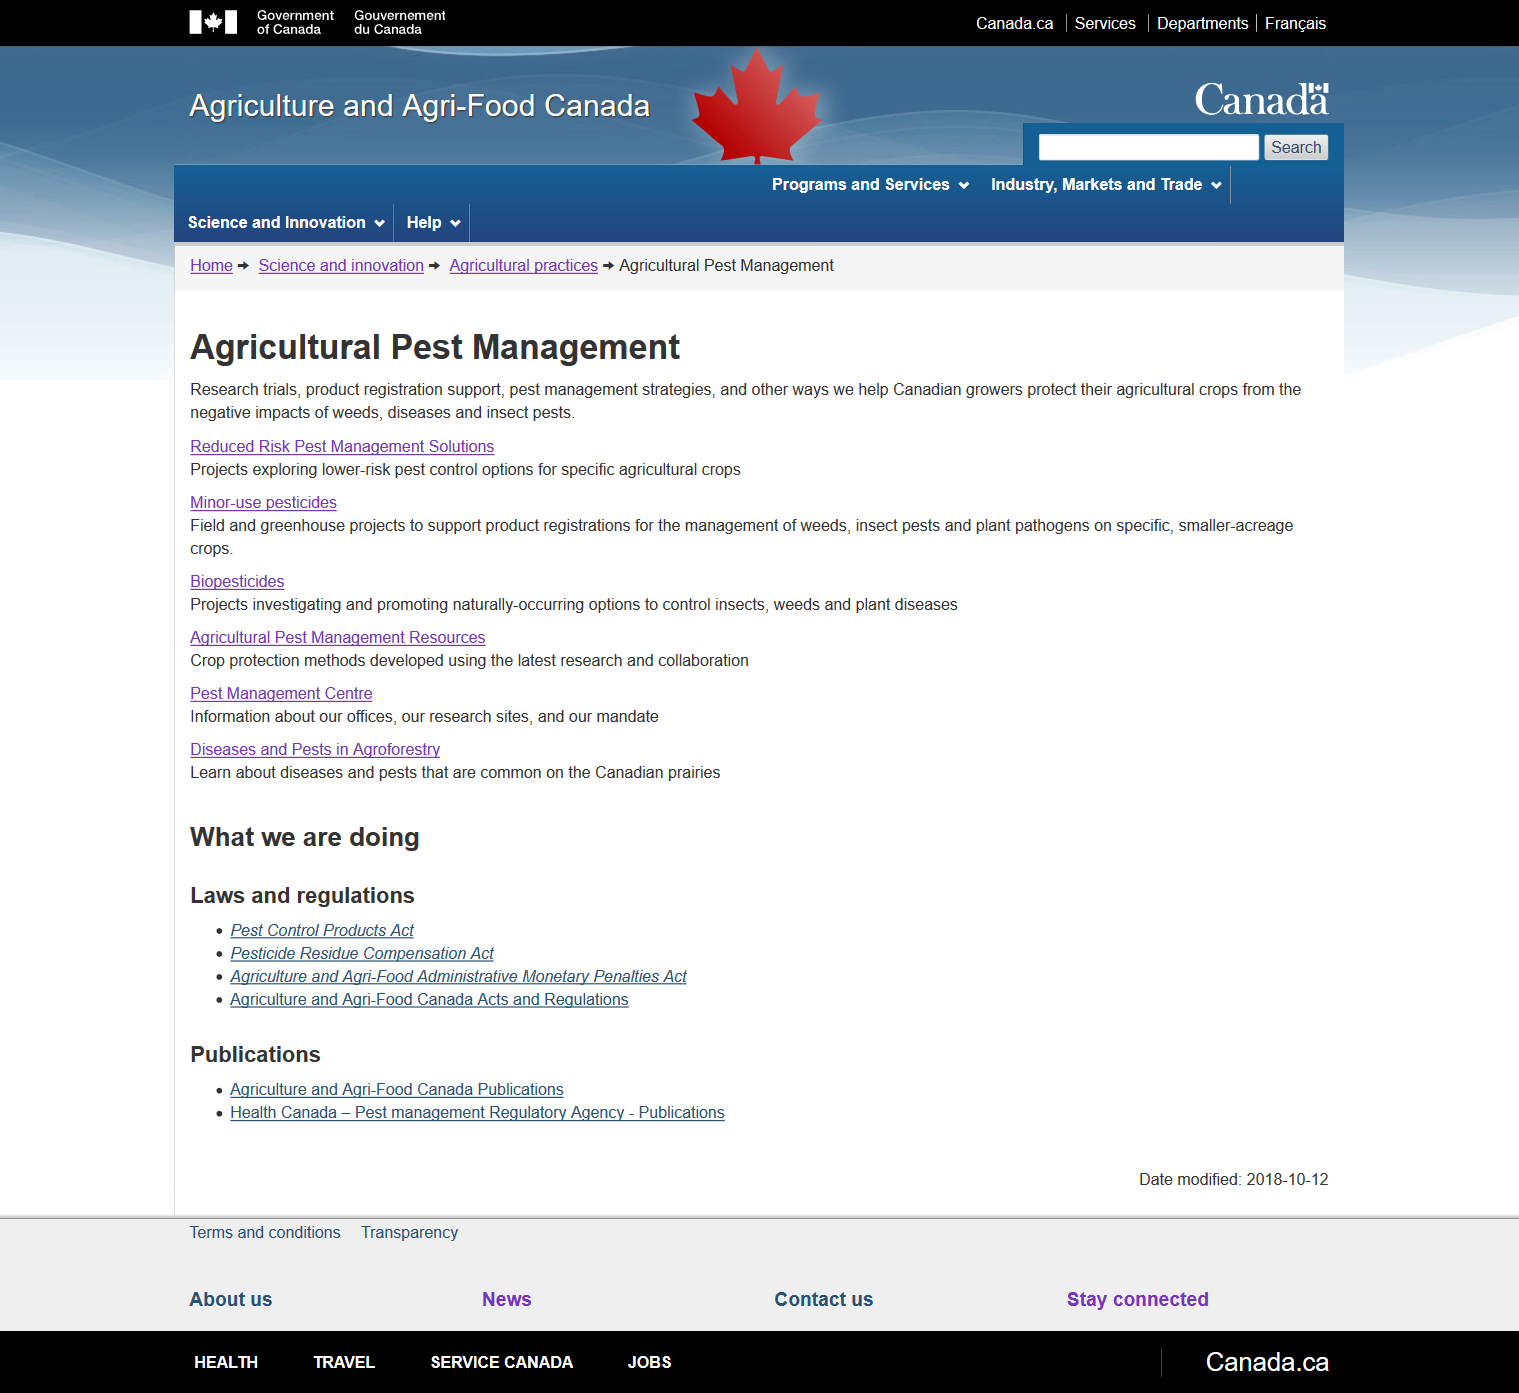 Government of Canada
Gouvernement du Canada
Canada.ca
Services
Departments
Français
Agriculture and Agri-Food Canada
Canada
Search
Programs and Services
Industry, Markets and Trade
Science and Innovation
Help
Home
Science and innovation
Agricultural practices
Agricultural Pest Management
Agricultural Pest Management
Research trials, product registration support, pest management strategies, and other ways we help Canadian growers protect their agricultural crops from the
negative impacts of weeds, diseases and insect pests.
Reduced Risk Pest Management Solutions
Projects exploring lower-risk pest control options for specific agricultural crops
Minor-use pesticides
Field and greenhouse projects to support product registrations for the management of weeds, insect pests and plant pathogens on specific, smaller-acreage
crops.
Biopesticides
Projects investigating and promoting naturally-occurring options to control insects, weeds and plant diseases
Agricultural Pest Management Resources
Crop protection methods developed using the latest research and collaboration
Pest Management Centre
Information about our offices, our research sites, and our mandate
Diseases and Pests in Agroforestry
Learn about diseases and pests that are common on the Canadian prairies
What we are doing
Laws and regulations
Pest Control Products Act
Pesticide Residue Compensation Act
Agriculture and Agri-Food Administrative Monetary Penalties Act
Agriculture and Agri-Food Canada Acts and Regulations
Publications
Agriculture and Agri-Food Canada Publications
Health Canada – Pest management Regulatory Agency - Publications
Date modified: 2018-10-12
Terms and conditions
Transparency
About us
News
Contact us
Stay connected
HEALTH
TRAVEL
SERVICE CANADA
JOBS
Canada.ca